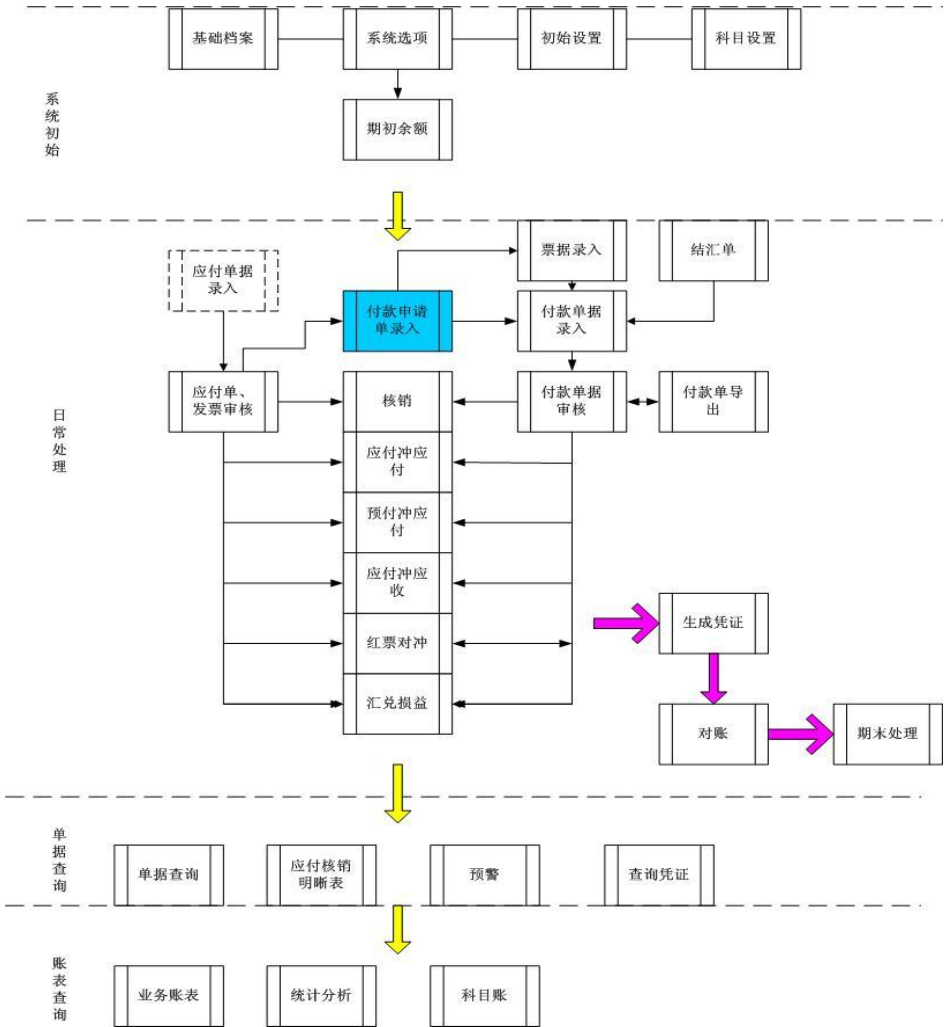 基础档案
系统选项
初始设置
科目设置
系统初始
期初余额
票据录入
结汇单
应付单据
录入
付款申请
单录入
付款单据
录入
日常处理
应付单、
发票审核
核销
付款单据
审核
付款单导
出
应付冲应
付
预付冲应
付
应付冲应
收
红票对冲
生成凭证
汇兑损益
对账
期末处理
单据查询
单据查询
应付核销
明晰表
预警
查询凭证
账表查询
业务账表
统计分析
科目账